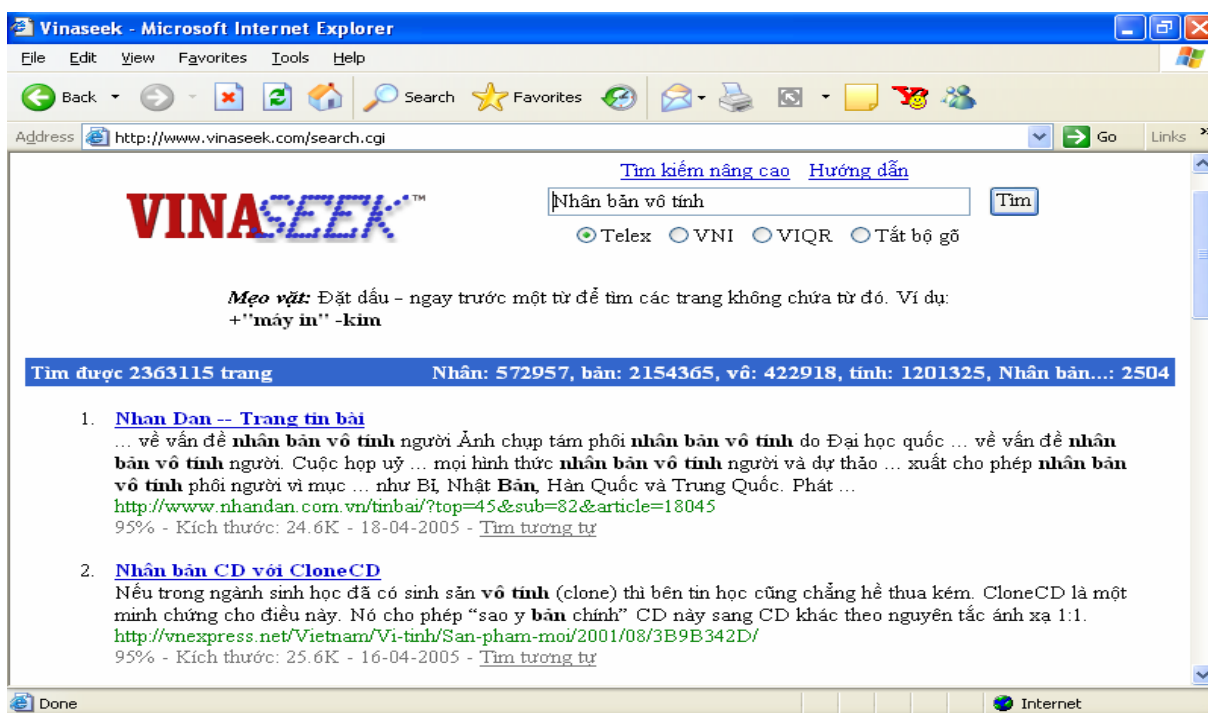 Vinaseek - Microsoft Internet Explorer
File Edit View Favorites Tools Help
Back Search Favorites
Address http://www.vinaseek.com/search.cgi Go Links »
Tìm kiếm nâng cao Hướng dẫn
VINASEEK™ Nhân bản vô tính Tìm
Telex VNI VIQR Tắt bộ gõ
Mẹo vặt: Đặt dấu – ngay trước một từ để tìm các trang không chứa từ đó. Ví dụ:
+"máy in" -kim
Tìm được 2363115 trang Nhân: 572957, bản: 2154365, vô: 422918, tính: 1201325, Nhân bản...: 2504
1. Nhan Dan -- Trang tin bài
... về vấn đề nhân bản vô tính người Ảnh chụp tám phôi nhân bản vô tính do Đại học quốc ... về vấn đề nhân
bản vô tính người. Cuộc họp uỷ ... mọi hình thức nhân bản vô tính người và dự thảo ... xuất cho phép nhân bản
vô tính phôi người vì mục ... như Bỉ, Nhật Bản, Hàn Quốc và Trung Quốc. Phát ...
http://www.nhandan.com.vn/tinbai/?top=45&sub=82&article=18045
95% - Kích thước: 24.6K - 18-04-2005 - Tìm tương tự
2. Nhân bản CD với CloneCD
Nếu trong ngành sinh học đã có sinh sản vô tính (clone) thì bên tin học cũng chẳng hề thua kém. CloneCD là một
minh chứng cho điều này. Nó cho phép “sao y bản chính” CD này sang CD khác theo nguyên tắc ánh xạ 1:1.
http://vnexpress.net/Vietnam/Vi-tinh/San-pham-moi/2001/08/3B9B342D/
95% - Kích thước: 25.6K - 16-04-2005 - Tìm tương tự
Done Internet